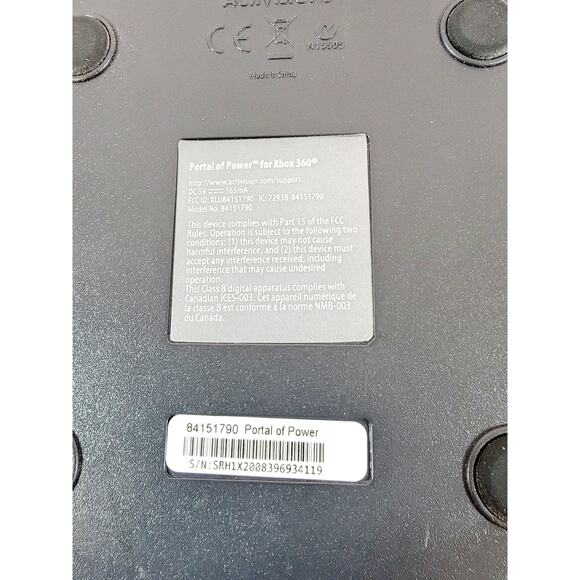 ACTIVISION
CE
N15905
Made in China
Portal of Power™ for Xbox 360®
http://www.activision.com/support
DC 5V ⎓ 165mA
FCC ID: XLU84151790 IC: 7293B-84151790
Model No. 84151790
This device complies with Part 15 of the FCC
Rules. Operation is subject to the following two
conditions: (1) this device may not cause
harmful interference, and (2) this device must
accept any interference received, including
interference that may cause undesired
operation.
This Class B digital apparatus complies with
Canadian ICES-003. Cet appareil numérique de
la classe B est conforme à la norme NMB-003
du Canada.
84151790 Portal of Power
S/N:SRH1X2008396934119